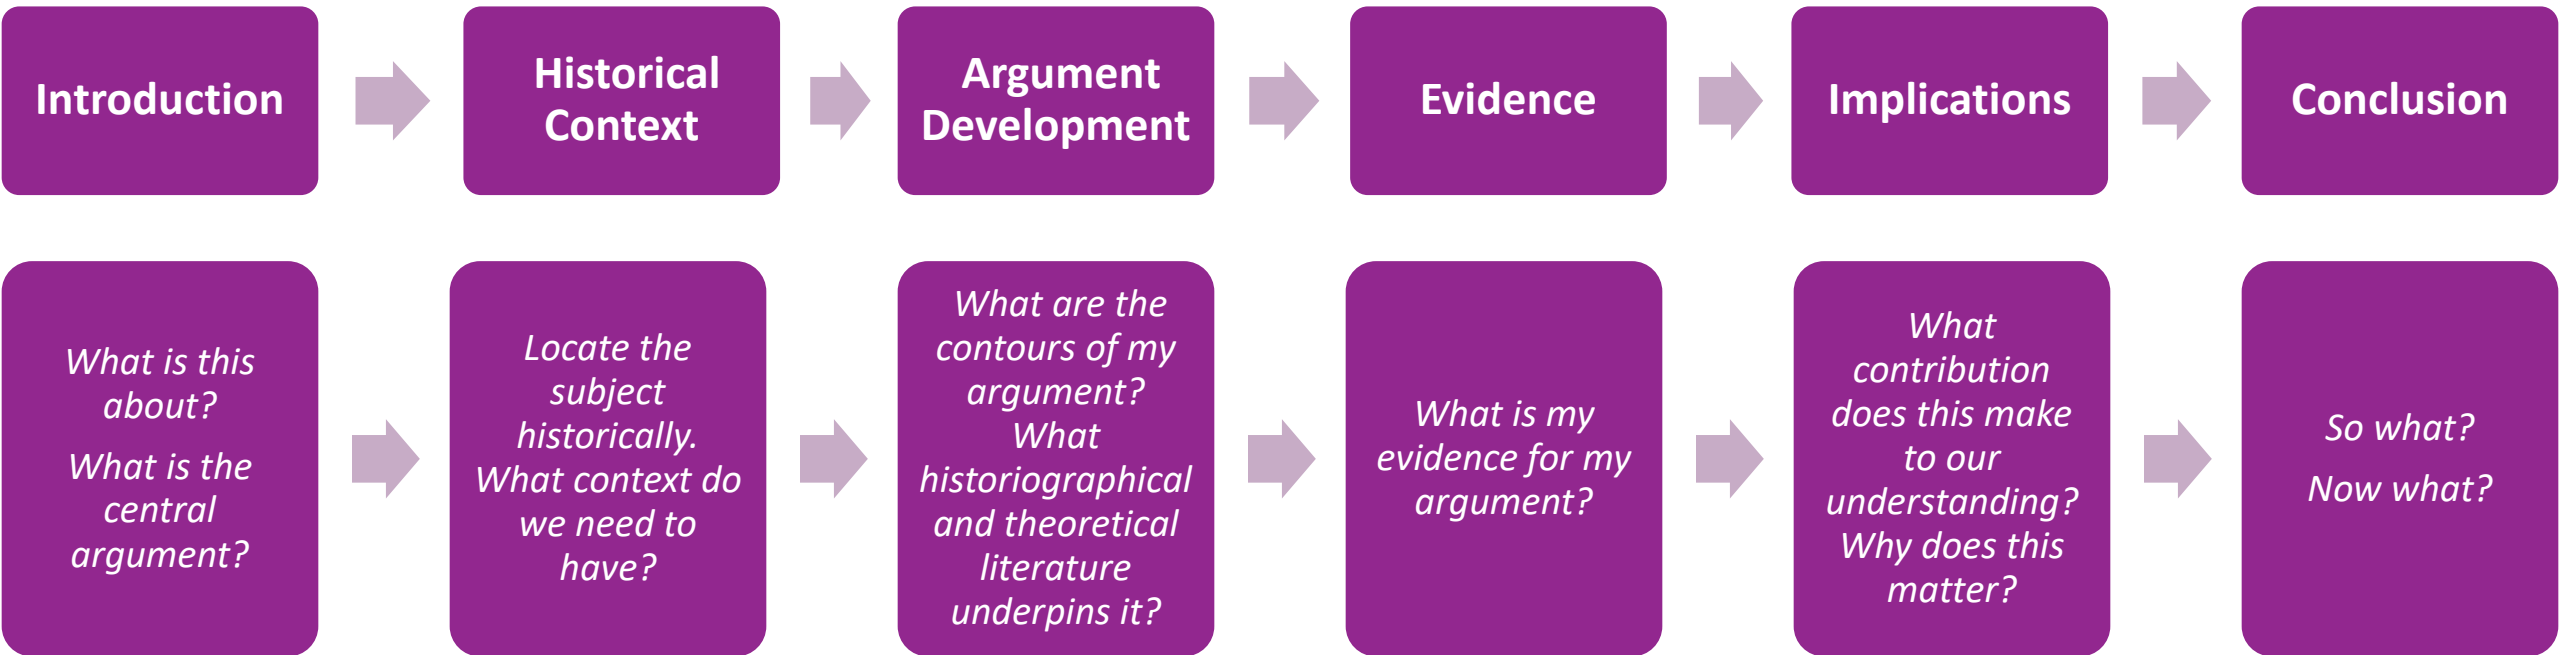 Introduction
Historical
Context
Argument
Development
Evidence
Implications
Conclusion
What is this
about?
What is the
central
argument?
Locate the
subject
historically.
What context do
we need to
have?
What are the
contours of my
argument?
What
historiographical
and theoretical
literature
underpins it?
What is my
evidence for my
argument?
What
contribution
does this make
to our
understanding?
Why does this
matter?
So what?
Now what?